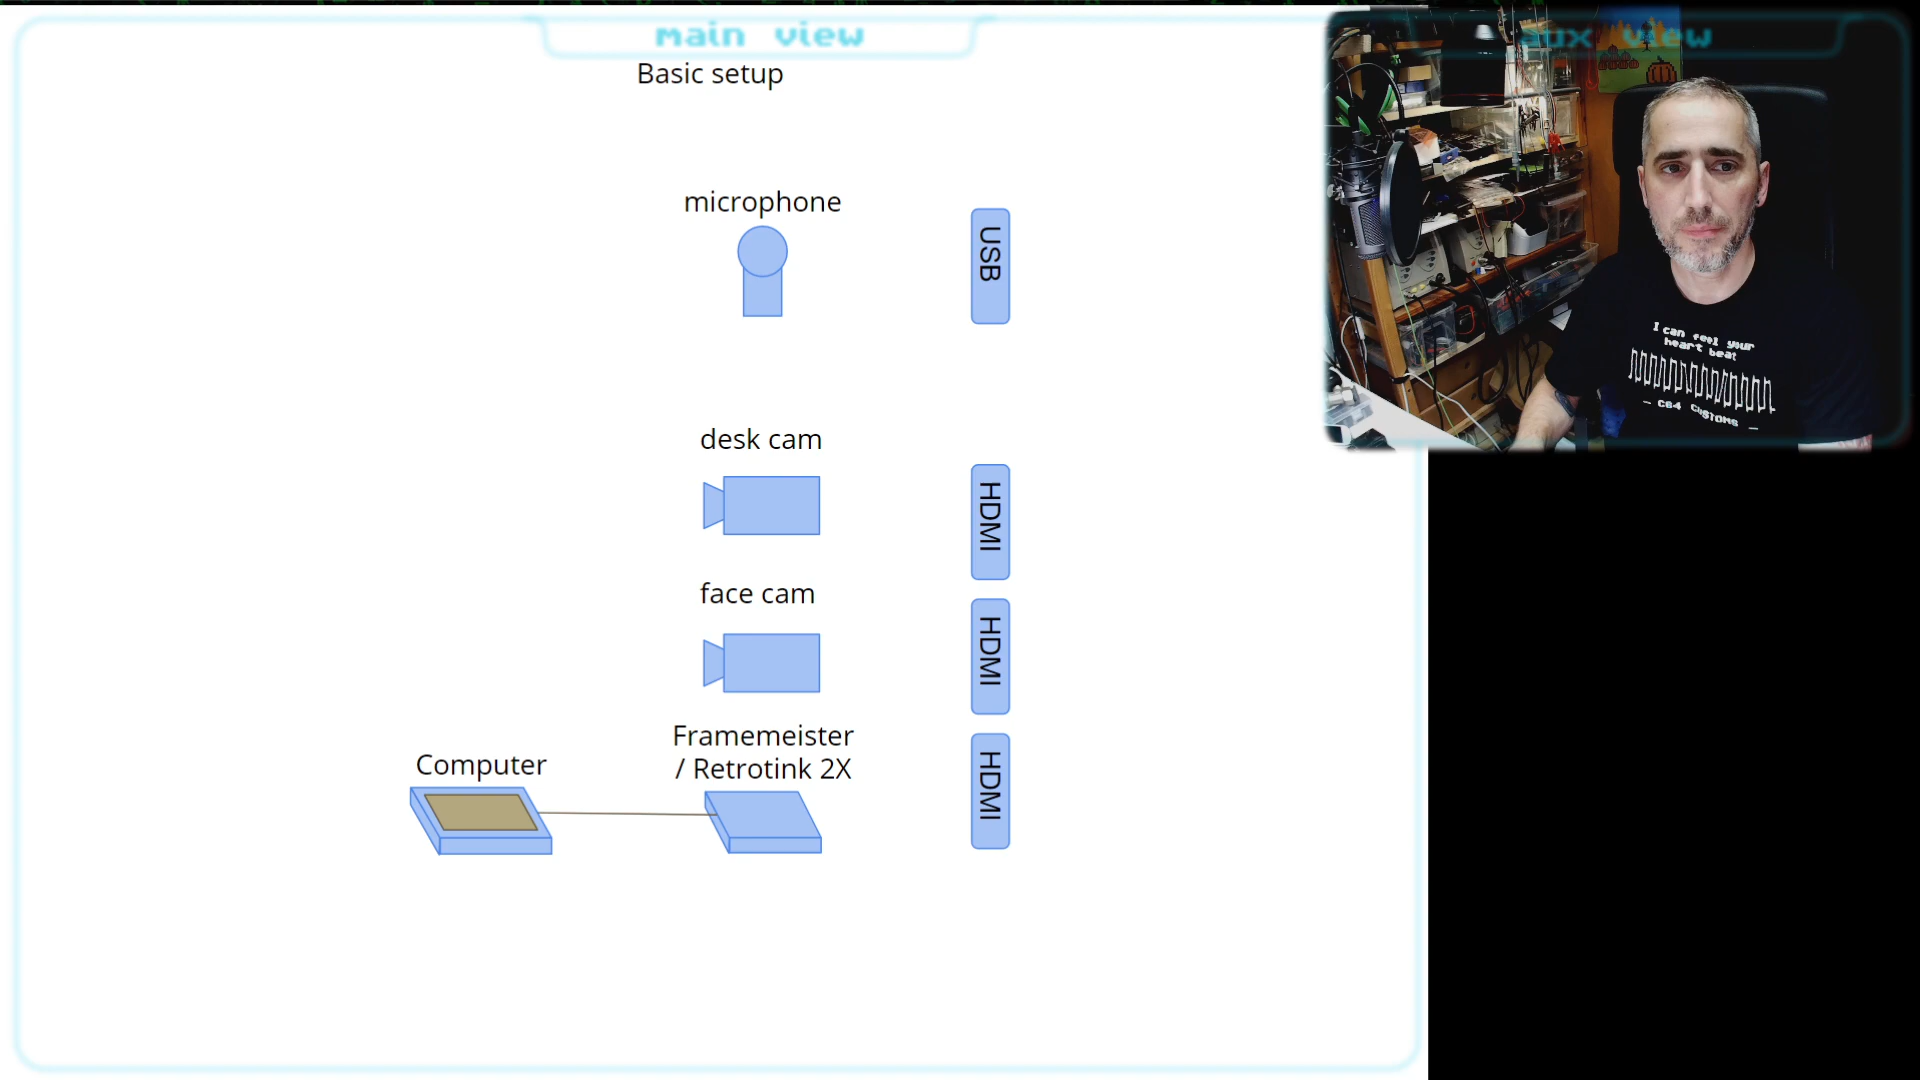 main view
aux view
Basic setup
microphone
USB
desk cam
HDMI
face cam
HDMI
Framemeister
/ Retrotink 2X
Computer
HDMI
I can feel your
heart beat
– C64 CUSTOMS –